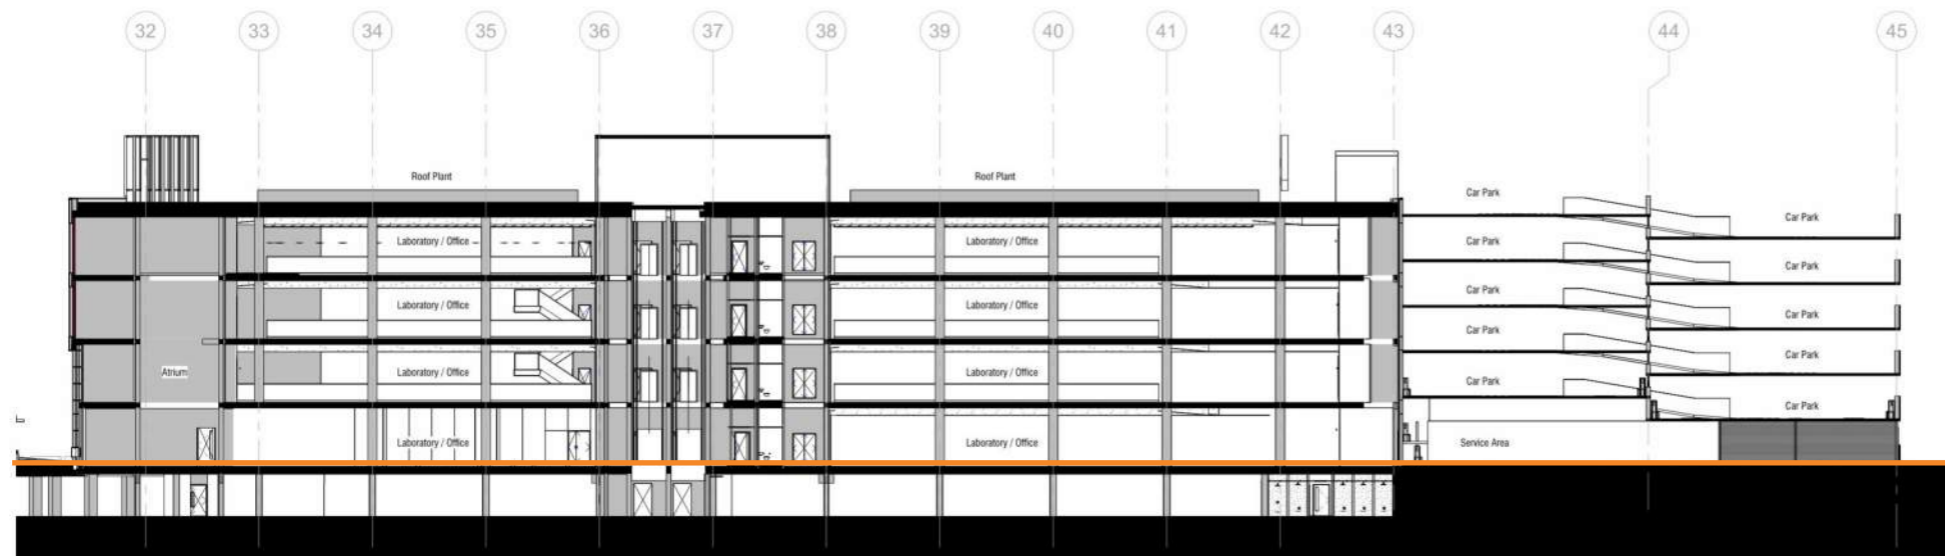 32 33 34 35 36 37 38 39 40 41 42 43 44 45
Roof Plant Roof Plant
Car Park
Car Park
Laboratory / Office Laboratory / Office Car Park
Car Park
Car Park
Laboratory / Office Laboratory / Office
Car Park
Car Park
Car Park
Atrium Laboratory / Office Laboratory / Office
Car Park
Car Park
Laboratory / Office Laboratory / Office Service Area